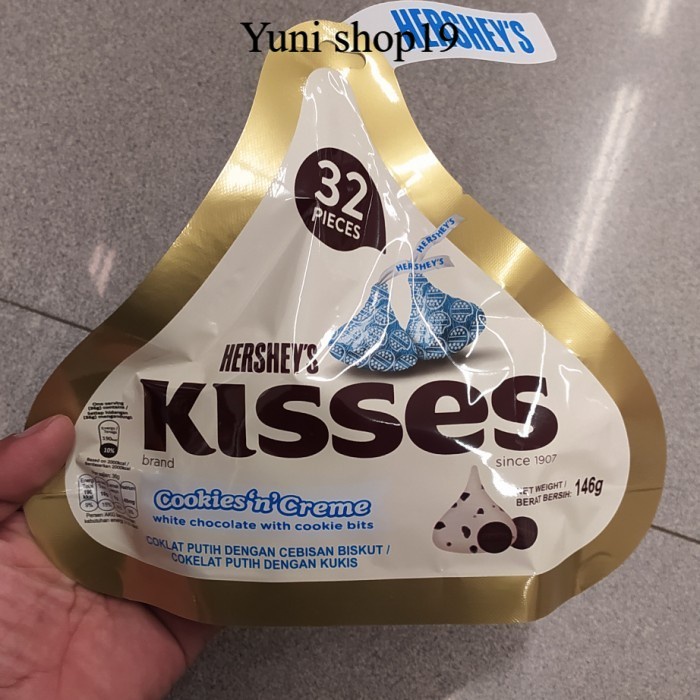 Yuni shop19
HERSHEY'S
32
PIECES
HERSHEY'S
HERSHEY'S
HERSHEY'S
KISSES
brand
since 1907
Cookies 'n' Creme
white chocolate with cookie bits
COKLAT PUTIH DENGAN CEBISAN BISKUT /
COKELAT PUTIH DENGAN KUKIS
NET WEIGHT /
BERAT BERSIH: 146g
10%